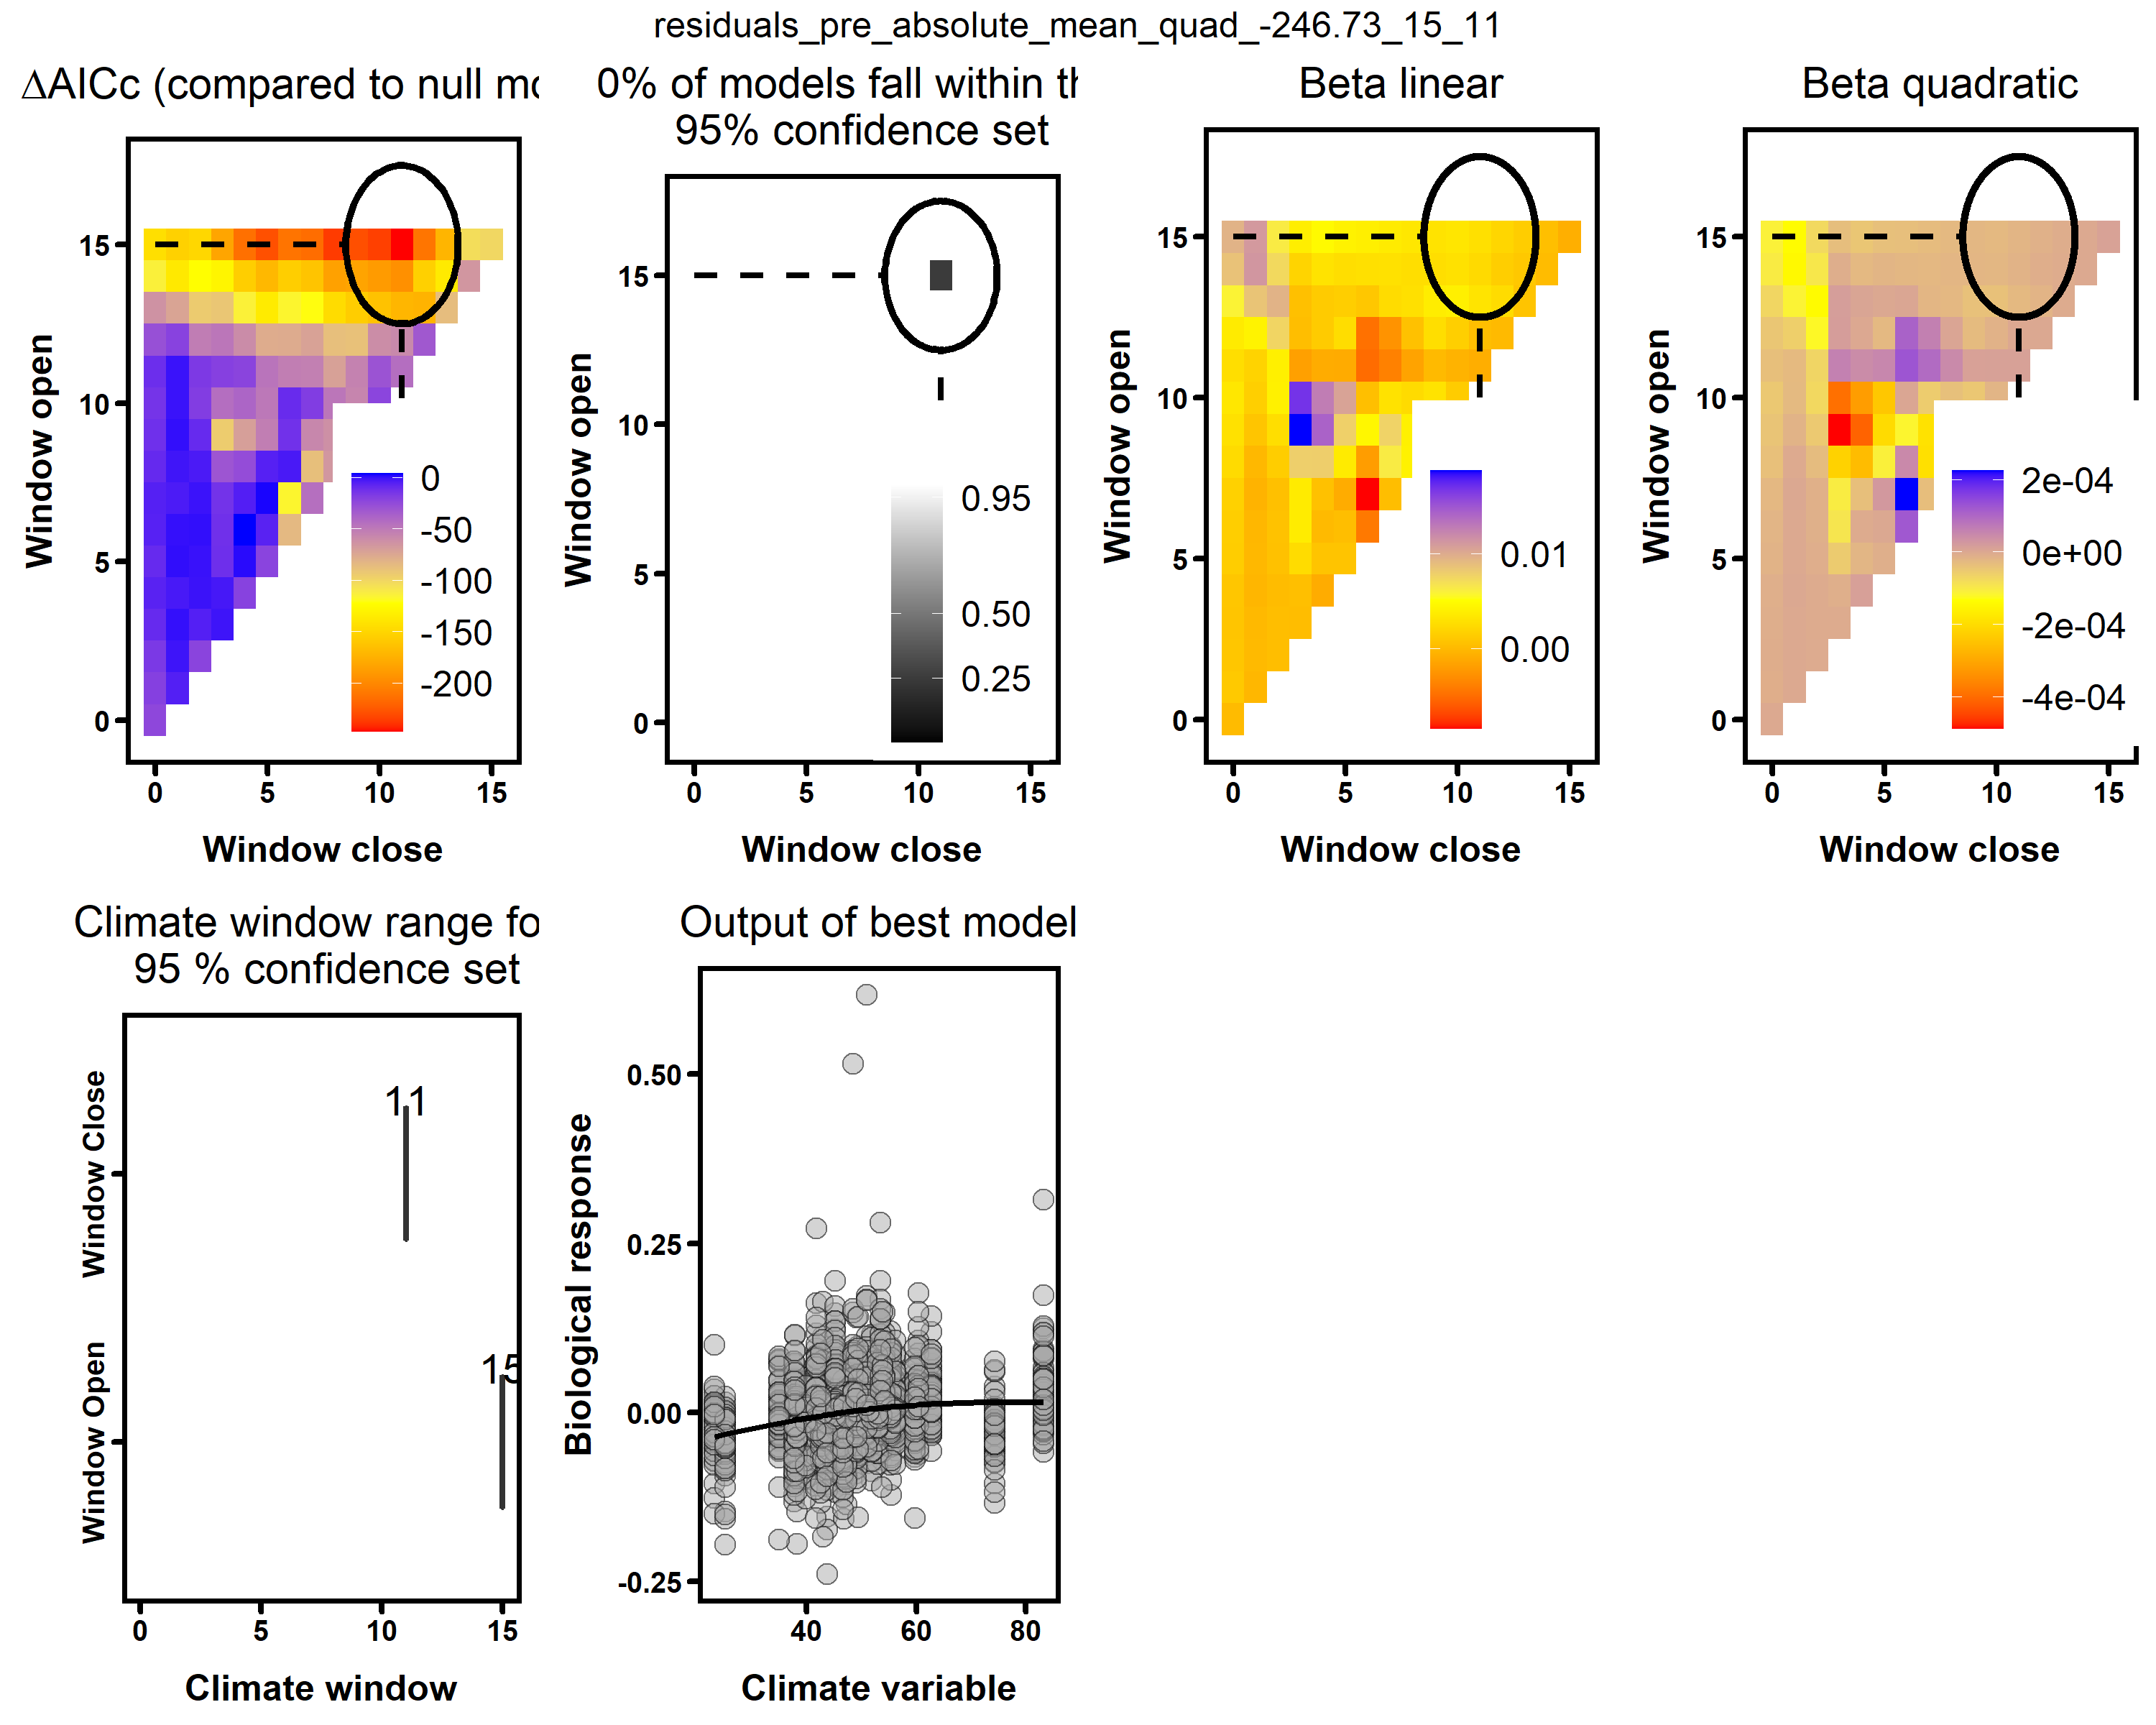 residuals_pre_absolute_mean_quad_-246.73_15_11
ΔAICc (compared to null mo
15
10
5
0
0
-50
-100
-150
-200
0 5 10 15
Window open
Window close
0% of models fall within th
95% confidence set
15
10
5
0
0.95
0.50
0.25
0 5 10 15
Window open
Window close
Beta linear
15
10
5
0
0.01
0.00
0 5 10 15
Window open
Window close
Beta quadratic
15
10
5
0
2e-04
0e+00
-2e-04
-4e-04
0 5 10 15
Window open
Window close
Climate window range fo
95 % confidence set
11
15
Window Close
Window Open
0 5 10 15
Climate window
Output of best model
0.50
0.25
0.00
-0.25
40 60 80
Biological response
Climate variable